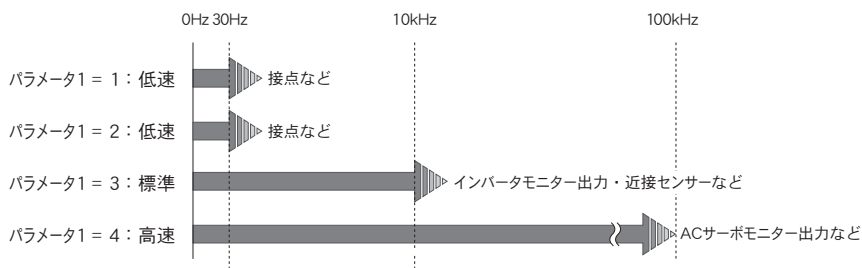 0Hz 30Hz 10kHz 100kHz
パラメータ1 = 1：低速 接点など
パラメータ1 = 2：低速 接点など
パラメータ1 = 3：標準 インバータモニター出力・近接センサーなど
パラメータ1 = 4：高速 ACサーボモニター出力など